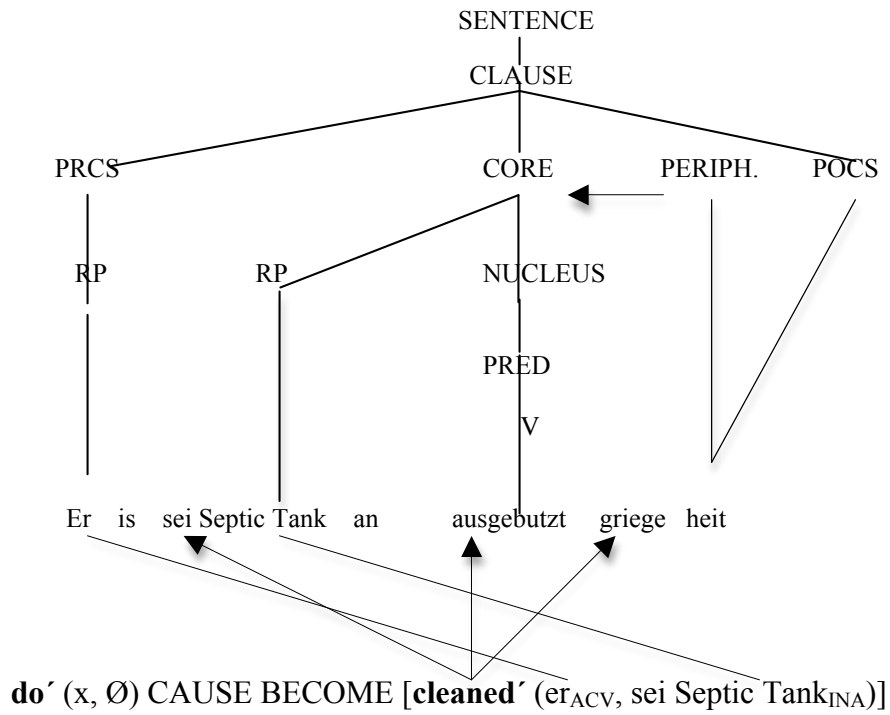 SENTENCE
CLAUSE
PRCS CORE PERIPH. POCS
RP RP NUCLEUS
PRED
V
Er is sei Septic Tank an ausgebutzt griege heit
do´ (x, Ø) CAUSE BECOME [cleaned´ (erACV, sei Septic TankINA)]